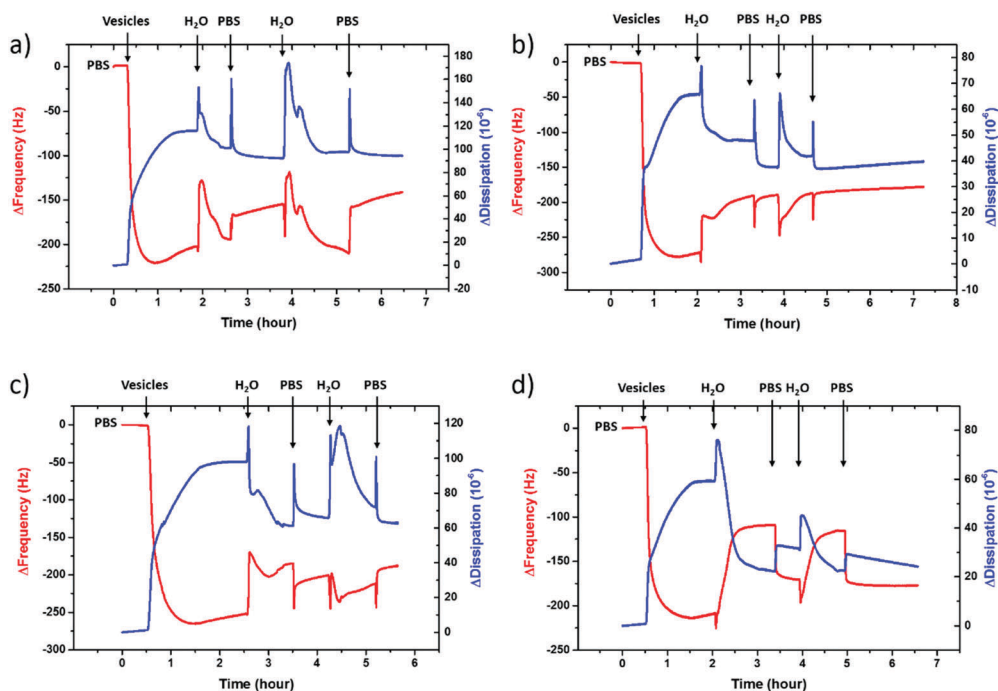 a)
Vesicles H₂O PBS H₂O PBS
PBS
0
-50
-100
-150
-200
-250
ΔFrequency (Hz)
180
160
140
120
100
80
60
40
20
0
-20
ΔDissipation (10⁻⁶)
0 1 2 3 4 5 6 7
Time (hour)
b)
Vesicles H₂O PBS H₂O PBS
PBS
0
-50
-100
-150
-200
-250
-300
ΔFrequency (Hz)
80
70
60
50
40
30
20
10
0
-10
ΔDissipation (10⁻⁶)
0 1 2 3 4 5 6 7 8
Time (hour)
c)
Vesicles H₂O PBS H₂O PBS
PBS
0
-50
-100
-150
-200
-250
-300
ΔFrequency (Hz)
120
100
80
60
40
20
0
ΔDissipation (10⁻⁶)
0 1 2 3 4 5 6
Time (hour)
d)
Vesicles H₂O PBS H₂O PBS
PBS
0
-50
-100
-150
-200
-250
ΔFrequency (Hz)
80
60
40
20
0
ΔDissipation (10⁻⁶)
0 1 2 3 4 5 6 7
Time (hour)